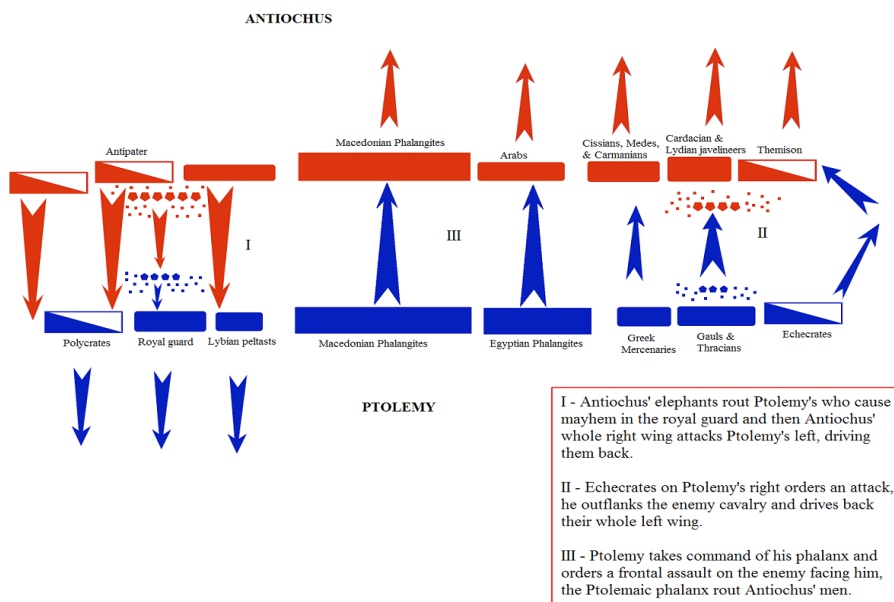 ANTIOCHUS
Antipater
Macedonian Phalangites
Arabs
Cissians, Medes,
& Carmanians
Cardacian &
Lydian javelineers
Themison
I
III
II
Polycrates
Royal guard
Lybian peltasts
Macedonian Phalangites
Egyptian Phalangites
Greek
Mercenaries
Gauls &
Thracians
Echecrates
PTOLEMY
I - Antiochus' elephants rout Ptolemy's who cause
mayhem in the royal guard and then Antiochus'
whole right wing attacks Ptolemy's left, driving
them back.
II - Echecrates on Ptolemy's right orders an attack,
he outflanks the enemy cavalry and drives back
their whole left wing.
III - Ptolemy takes command of his phalanx and
orders a frontal assault on the enemy facing him,
the Ptolemaic phalanx rout Antiochus' men.